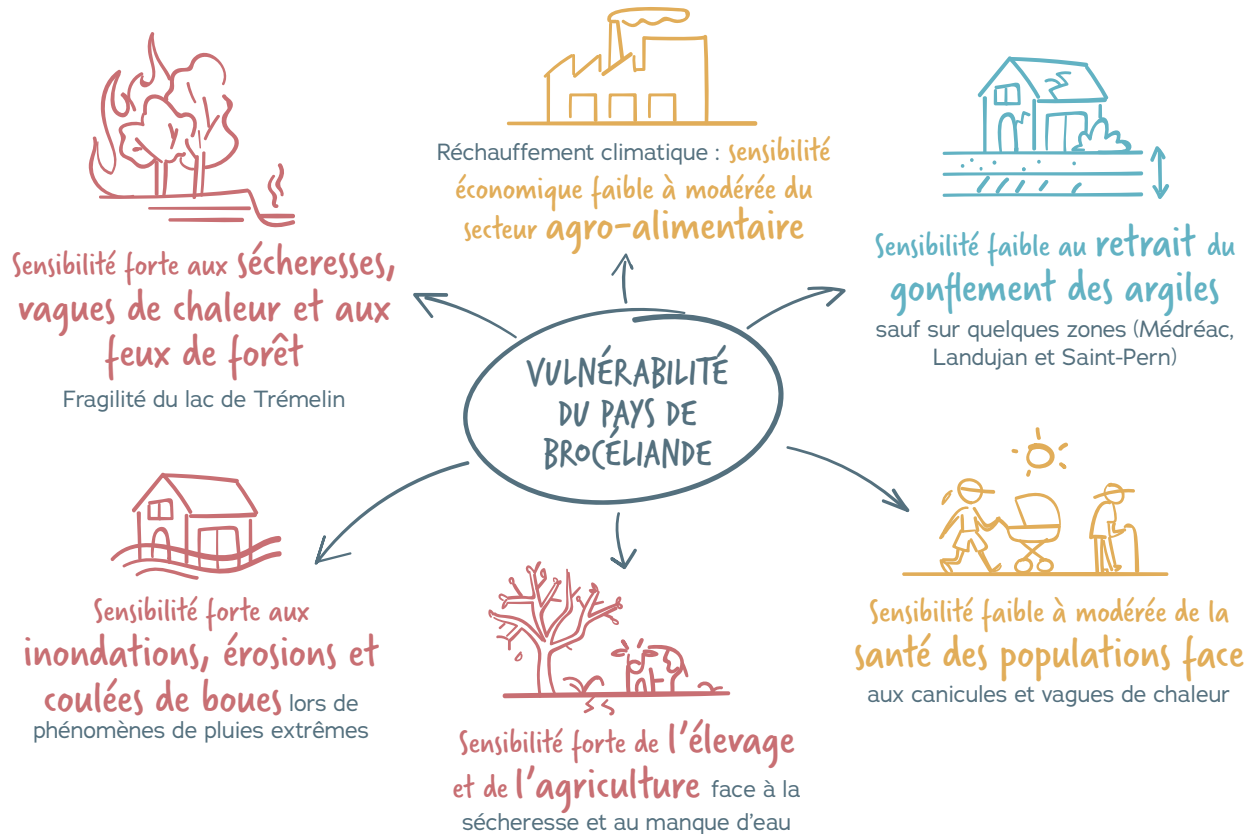 Réchauffement climatique : sensibilité
économique faible à modérée du
secteur agro-alimentaire
Sensibilité forte aux sécheresses,
vagues de chaleur et aux
feux de forêt
Fragilité du lac de Trémelin
Sensibilité faible au retrait du
gonflement des argiles
sauf sur quelques zones (Médréac,
Landujan et Saint-Pern)
VULNÉRABILITÉ
DU PAYS DE
BROCÉLIANDE
Sensibilité forte aux
inondations, érosions et
coulées de boues lors de
phénomènes de pluies extrêmes
Sensibilité forte de l'élevage
et de l'agriculture face à la
sécheresse et au manque d'eau
Sensibilité faible à modérée de la
santé des populations face
aux canicules et vagues de chaleur